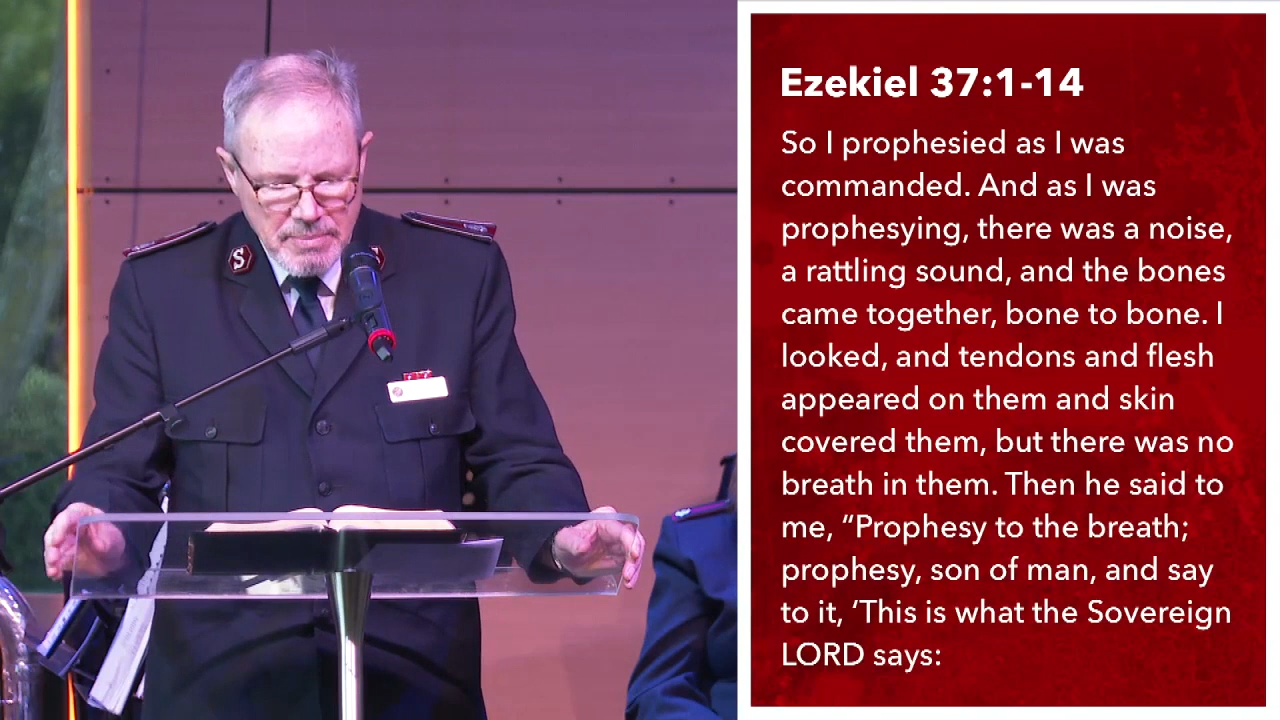 Ezekiel 37:1-14
So I prophesied as I was
commanded. And as I was
prophesying, there was a noise,
a rattling sound, and the bones
came together, bone to bone. I
looked, and tendons and flesh
appeared on them and skin
covered them, but there was no
breath in them. Then he said to
me, “Prophesy to the breath;
prophesy, son of man, and say
to it, ‘This is what the Sovereign
LORD says:
S